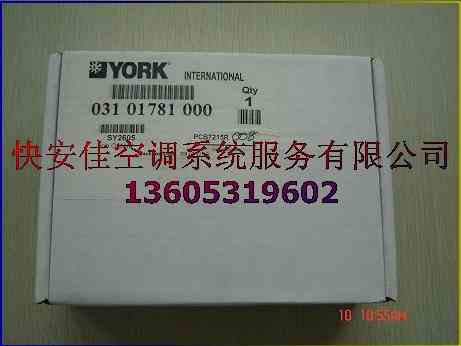 YORK INTERNATIONAL
Qty
031 01781 000 1
SY2605 PCS7215R 008
快安佳空调系统服务有限公司
13605319602
10 10:55AM